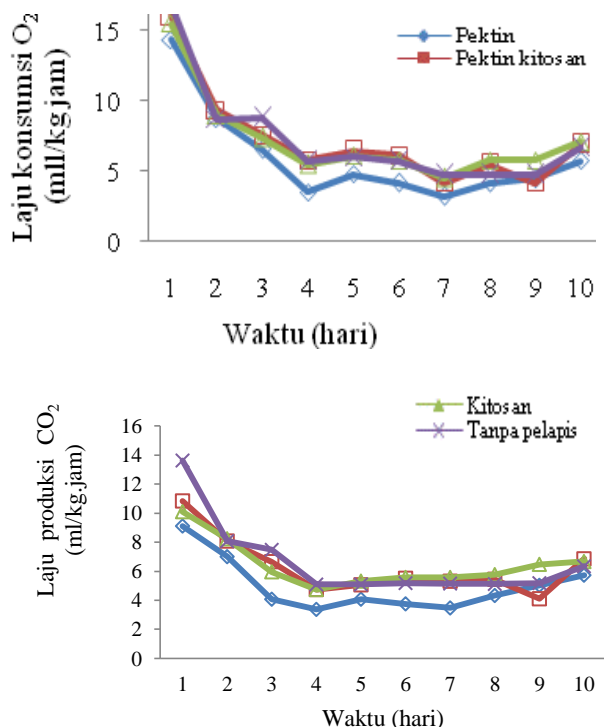 15
10
5
0
Laju konsumsi O2
(mll/kg.jam)
Pektin
Pektin kitosan
1 2 3 4 5 6 7 8 9 10
Waktu (hari)
Kitosan
Tanpa pelapis
16
14
12
10
8
6
4
2
0
Laju produksi CO2
(ml/kg.jam)
1 2 3 4 5 6 7 8 9 10
Waktu (hari)